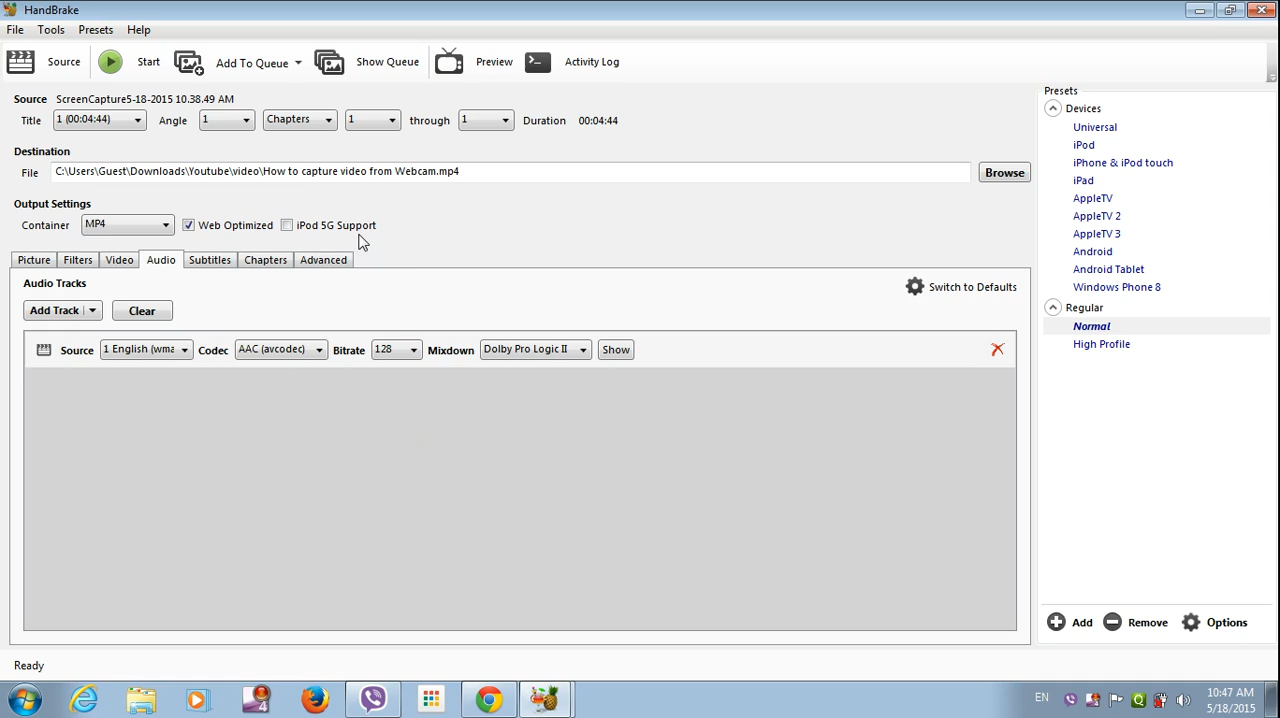 HandBrake
File Tools Presets Help
Source Start Add To Queue Show Queue Preview Activity Log
Source ScreenCapture5-18-2015 10.38.49 AM
Title 1 (00:04:44) Angle 1 Chapters 1 through 1 Duration 00:04:44
Destination
File C:\Users\Guest\Downloads\Youtube\video\How to capture video from Webcam.mp4 Browse
Output Settings
Container MP4 Web Optimized iPod 5G Support
Picture Filters Video Audio Subtitles Chapters Advanced
Audio Tracks Switch to Defaults
Add Track Clear
Source 1 English (wma Codec AAC (avcodec) Bitrate 128 Mixdown Dolby Pro Logic II Show
Presets
Devices
Universal
iPod
iPhone & iPod touch
iPad
AppleTV
AppleTV 2
AppleTV 3
Android
Android Tablet
Windows Phone 8
Regular
Normal
High Profile
Add Remove Options
Ready
4 EN 10:47 AM
5/18/2015